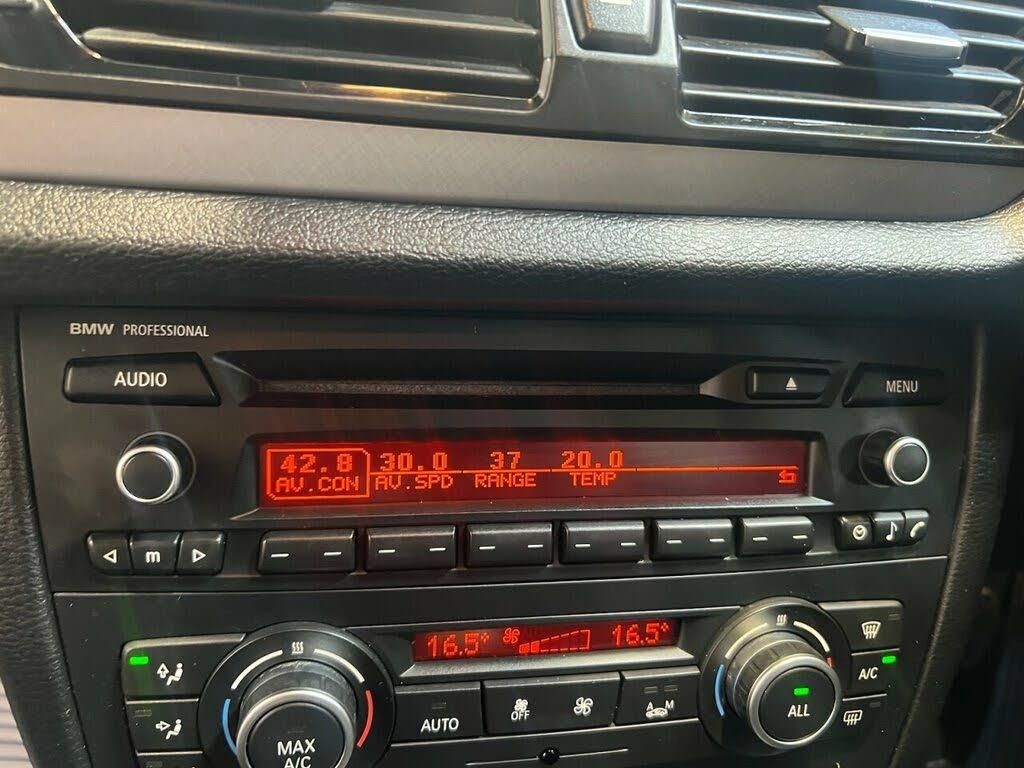 BMW PROFESSIONAL
AUDIO
MENU
42.8 30.0 37 20.0
AV.CON AV.SPD RANGE TEMP
m
16.5° 16.5°
A/C
AUTO
OFF
A M
ALL
MAX
A/C